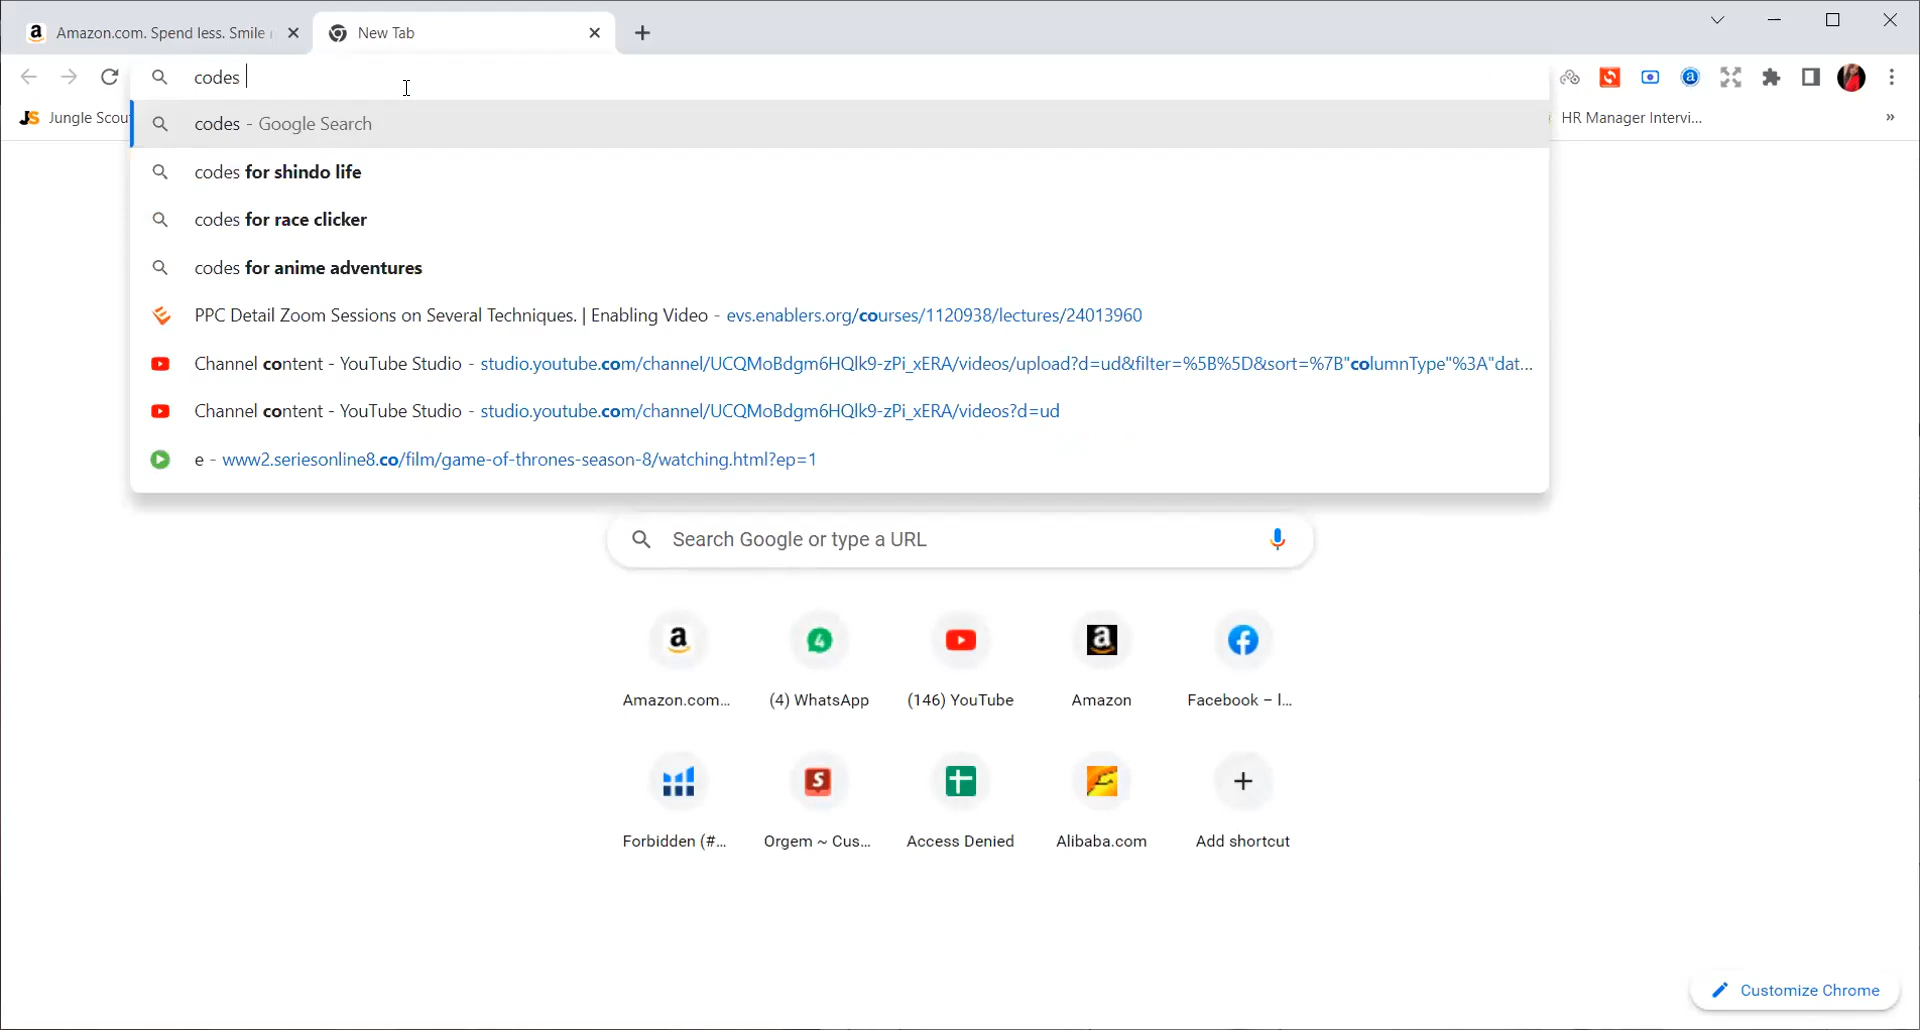 Amazon.com. Spend less. Smile
New Tab
codes
Jungle Scou
HR Manager Intervi...
»
codes - Google Search
codes for shindo life
codes for race clicker
codes for anime adventures
PPC Detail Zoom Sessions on Several Techniques. | Enabling Video - evs.enablers.org/courses/1120938/lectures/24013960
Channel content - YouTube Studio - studio.youtube.com/channel/UCQMoBdgm6HQlk9-zPi_xERA/videos/upload?d=ud&filter=%5B%5D&sort=%7B"columnType"%3A"dat...
Channel content - YouTube Studio - studio.youtube.com/channel/UCQMoBdgm6HQlk9-zPi_xERA/videos?d=ud
e - www2.seriesonline8.co/film/game-of-thrones-season-8/watching.html?ep=1
Search Google or type a URL
Amazon.com... (4) WhatsApp (146) YouTube Amazon Facebook – l...
Forbidden (#... Orgem ~ Cus... Access Denied Alibaba.com Add shortcut
Customize Chrome